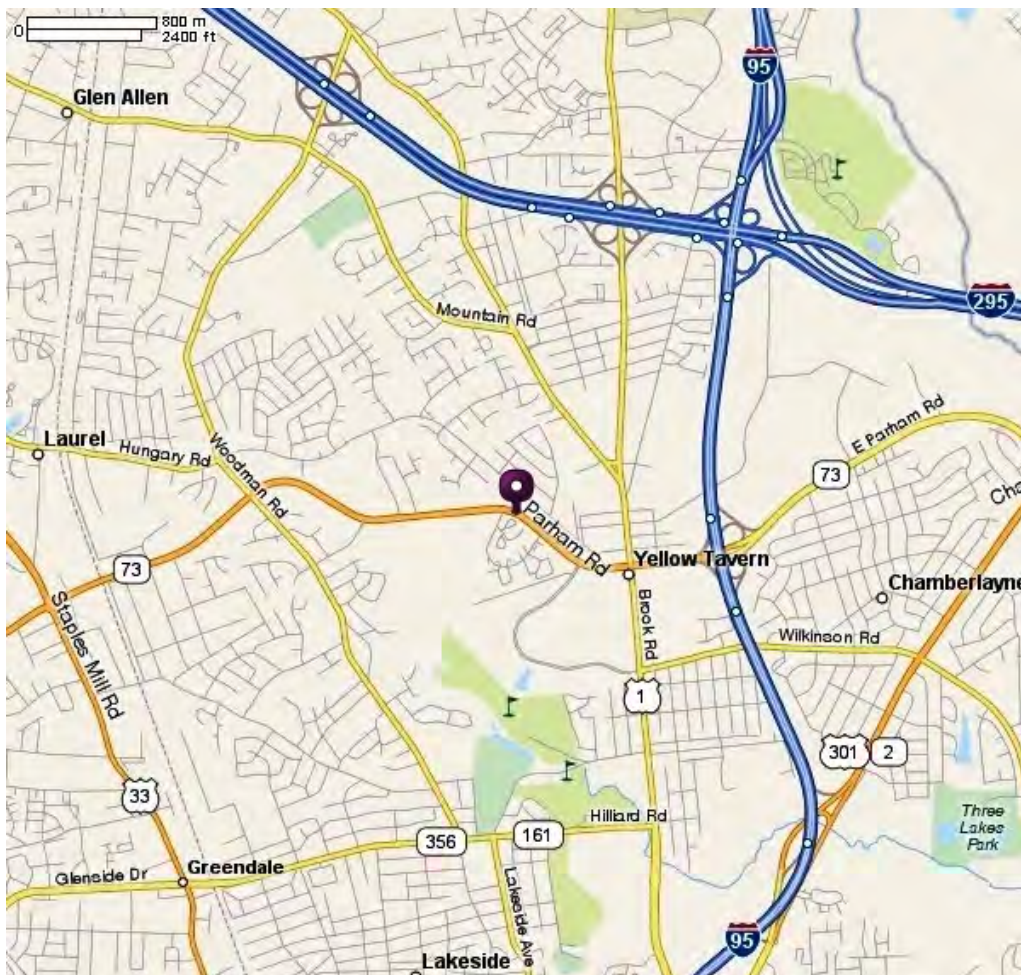 0
800 m
2400 ft
95
Glen Allen
295
Mountain Rd
E Parham Rd
Laurel
Hungary Rd
Woodman Rd
73
Parham Rd
Yellow Tavern
73
Chamberlayne
Staples Mill Rd
Brook Rd
Wilkinson Rd
1
301
2
33
Hilliard Rd
Three
Lakes
Park
356
161
Greendale
Glenside Dr
Lakeside Ave
95
Lakeside